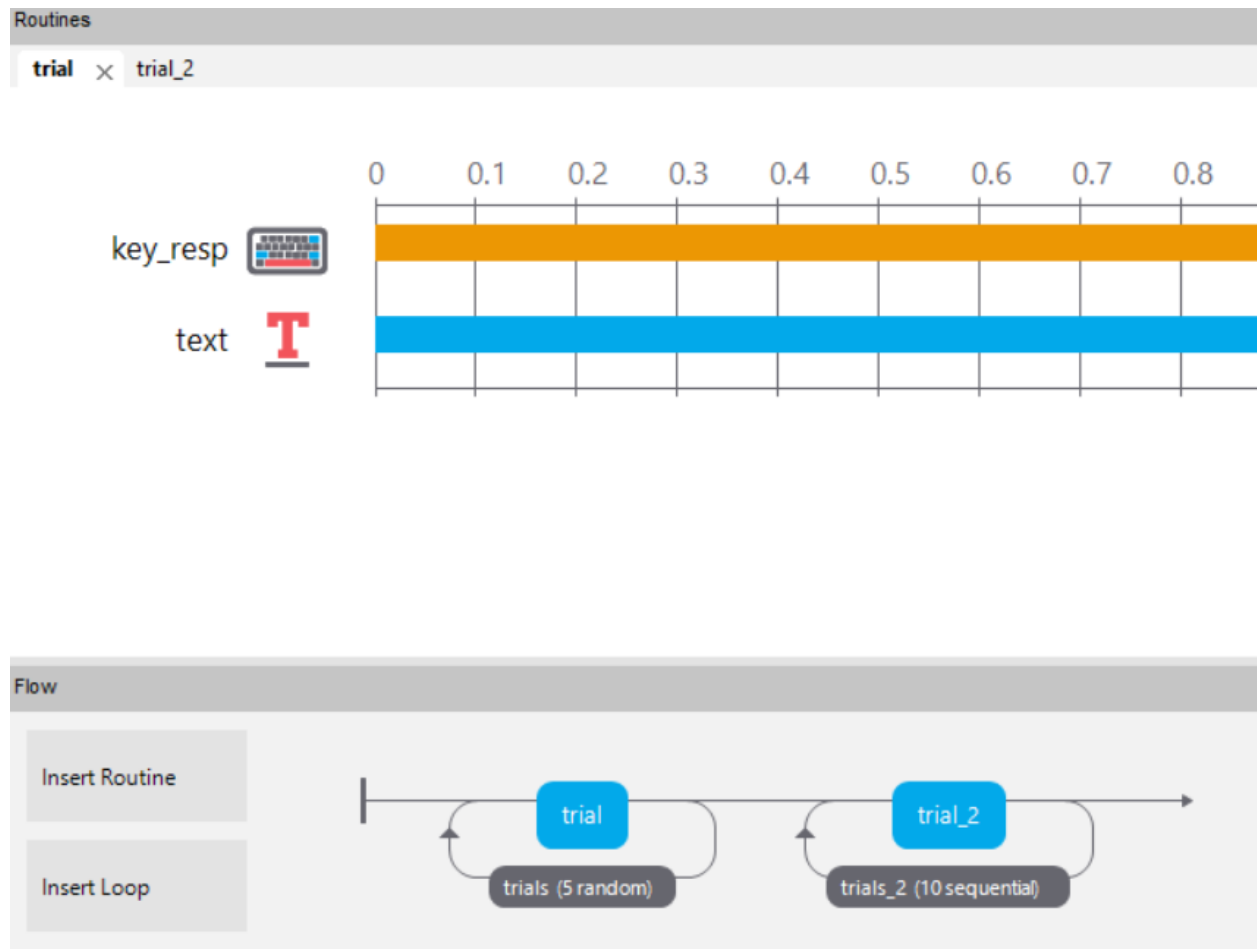 Routines
trial × trial_2
0 0.1 0.2 0.3 0.4 0.5 0.6 0.7 0.8
key_resp
text
Flow
Insert Routine
trial trial_2
Insert Loop
trials (5 random) trials_2 (10 sequential)